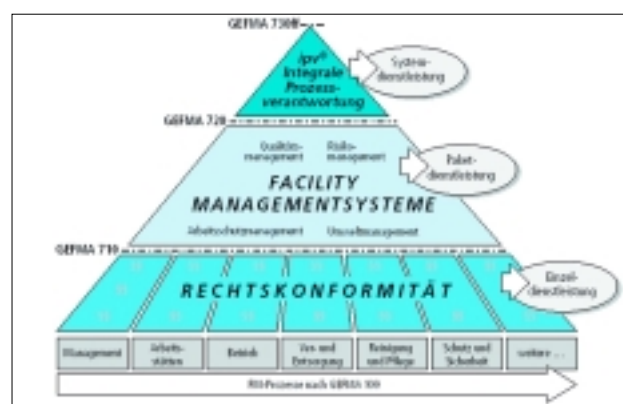 GEFMA 730ff
ipv®
Integrale
Prozess-
verantwortung
System-
dienstleistung
GEFMA 720
Qualitäts-
management
Risiko-
management
Paket-
dienstleistung
FACILITY
MANAGEMENTSYSTEME
Arbeitsschutzmanagement
Umweltmanagement
GEFMA 710
Einzel-
dienstleistung
RECHTSKONFORMITÄT
Management
Arbeits-
stätten
Betrieb
Ver- und
Entsorgung
Reinigung
und Pflege
Schutz und
Sicherheit
weitere ...
FM-Prozesse nach GEFMA 100